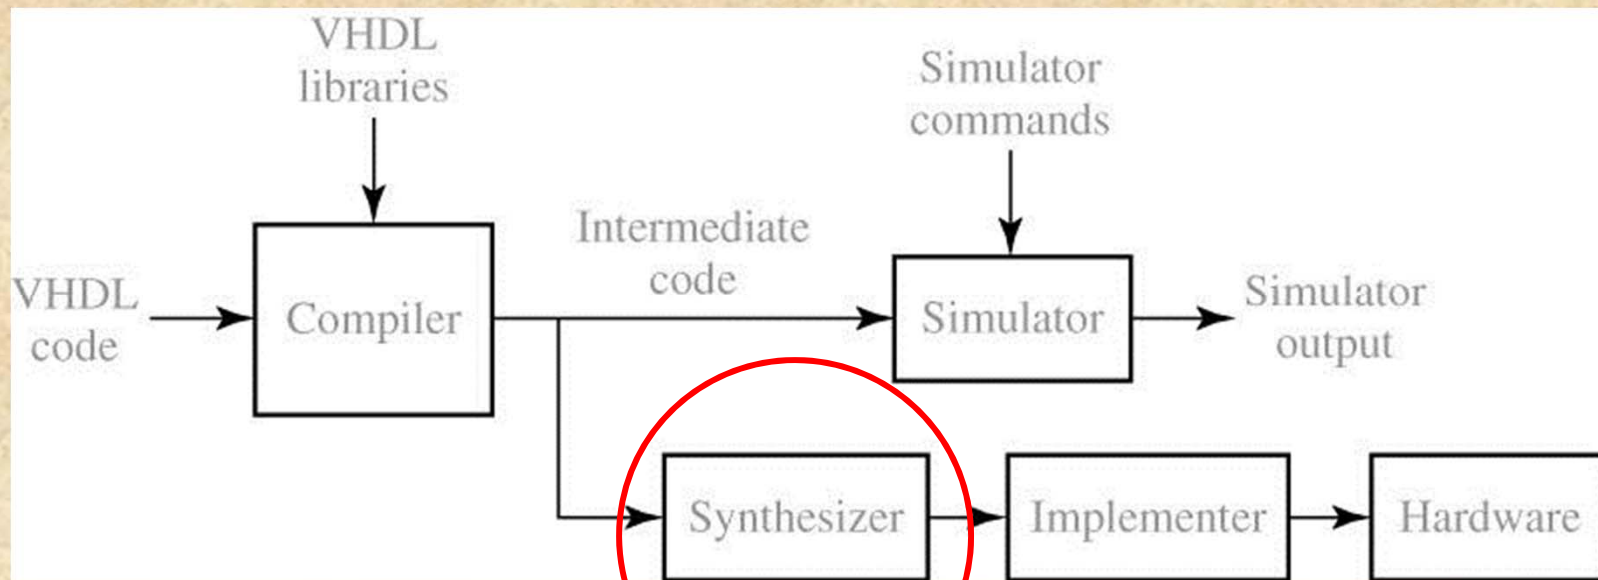 VHDL
libraries
Simulator
commands
Intermediate
code
VHDL
code
Compiler
Simulator
Simulator
output
Synthesizer
Implementer
Hardware